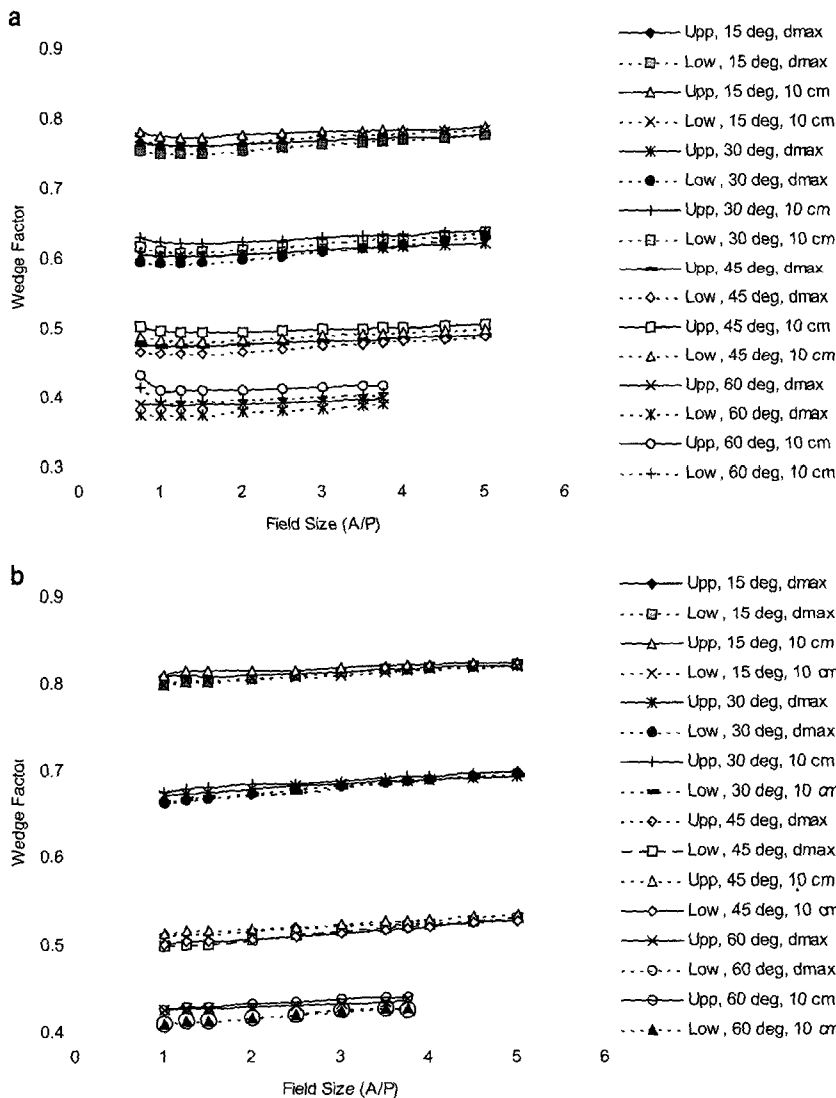 a
0.9
0.8
0.7
0.6
0.5
0.4
0.3
Wedge Factor
0 1 2 3 4 5 6
Field Size (A/P)
Upp, 15 deg, dmax
Low, 15 deg, dmax
Upp, 15 deg, 10 cm
Low, 15 deg, 10 cm
Upp, 30 deg, dmax
Low, 30 deg, dmax
Upp, 30 deg, 10 cm
Low, 30 deg, 10 cm
Upp, 45 deg, dmax
Low, 45 deg, dmax
Upp, 45 deg, 10 cm
Low, 45 deg, 10 cm
Upp, 60 deg, dmax
Low, 60 deg, dmax
Upp, 60 deg, 10 cm
Low, 60 deg, 10 cm
b
0.9
0.8
0.7
0.6
0.5
0.4
Wedge Factor
0 1 2 3 4 5 6
Field Size (A/P)
Upp, 15 deg, dmax
Low, 15 deg, dmax
Upp, 15 deg, 10 cm
Low, 15 deg, 10 cm
Upp, 30 deg, dmax
Low, 30 deg, dmax
Upp, 30 deg, 10 cm
Low, 30 deg, 10 cm
Upp, 45 deg, dmax
Low, 45 deg, dmax
Upp, 45 deg, 10 cm
Low, 45 deg, 10 cm
Upp, 60 deg, dmax
Low, 60 deg, dmax
Upp, 60 deg, 10 cm
Low, 60 deg, 10 cm